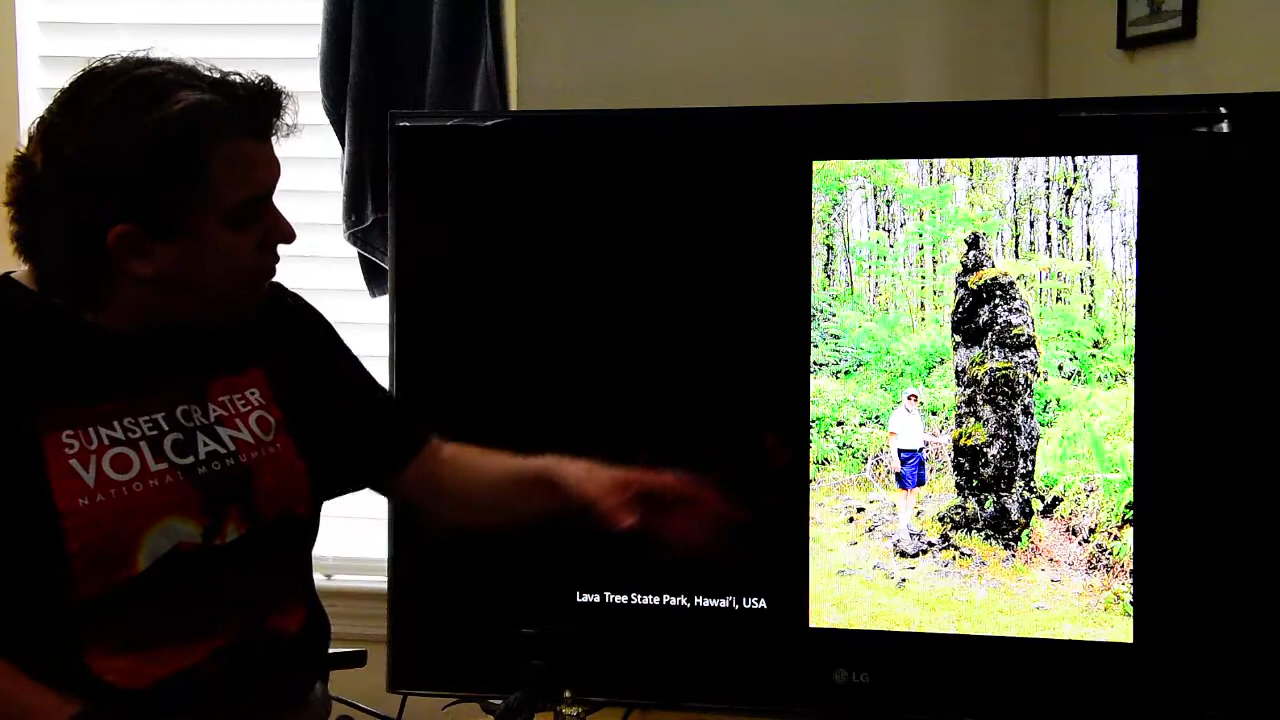 SUNSET CRATER
VOLCANO
NATIONAL MONUMENT
Lava Tree State Park, Hawai'i, USA
LG